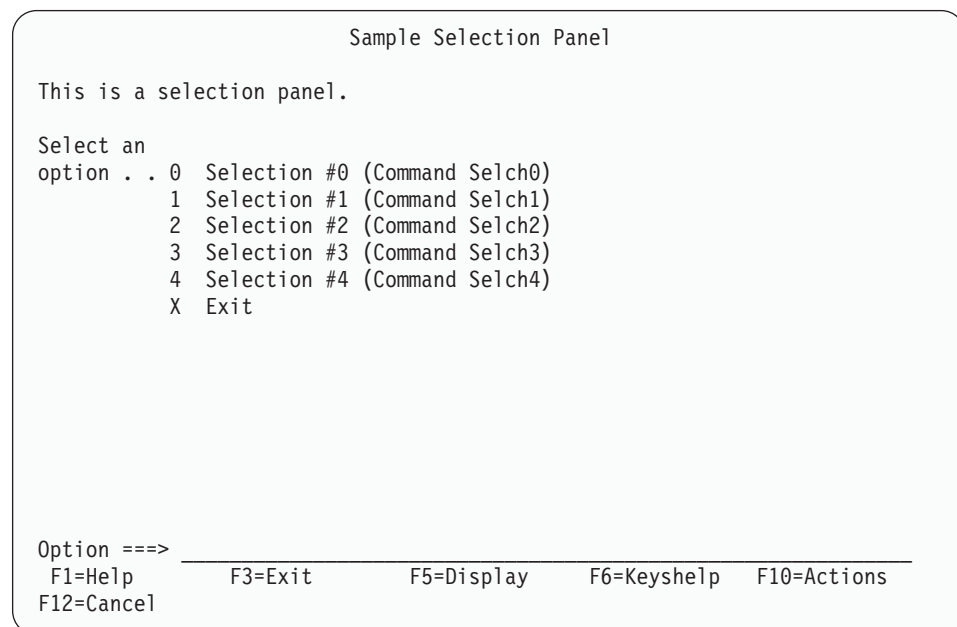 Sample Selection Panel
This is a selection panel.
Select an
option . . 0 Selection #0 (Command Selch0)
1 Selection #1 (Command Selch1)
2 Selection #2 (Command Selch2)
3 Selection #3 (Command Selch3)
4 Selection #4 (Command Selch4)
X Exit
Option ===> _____________________________________________________________
F1=Help F3=Exit F5=Display F6=Keyshelp F10=Actions
F12=Cancel